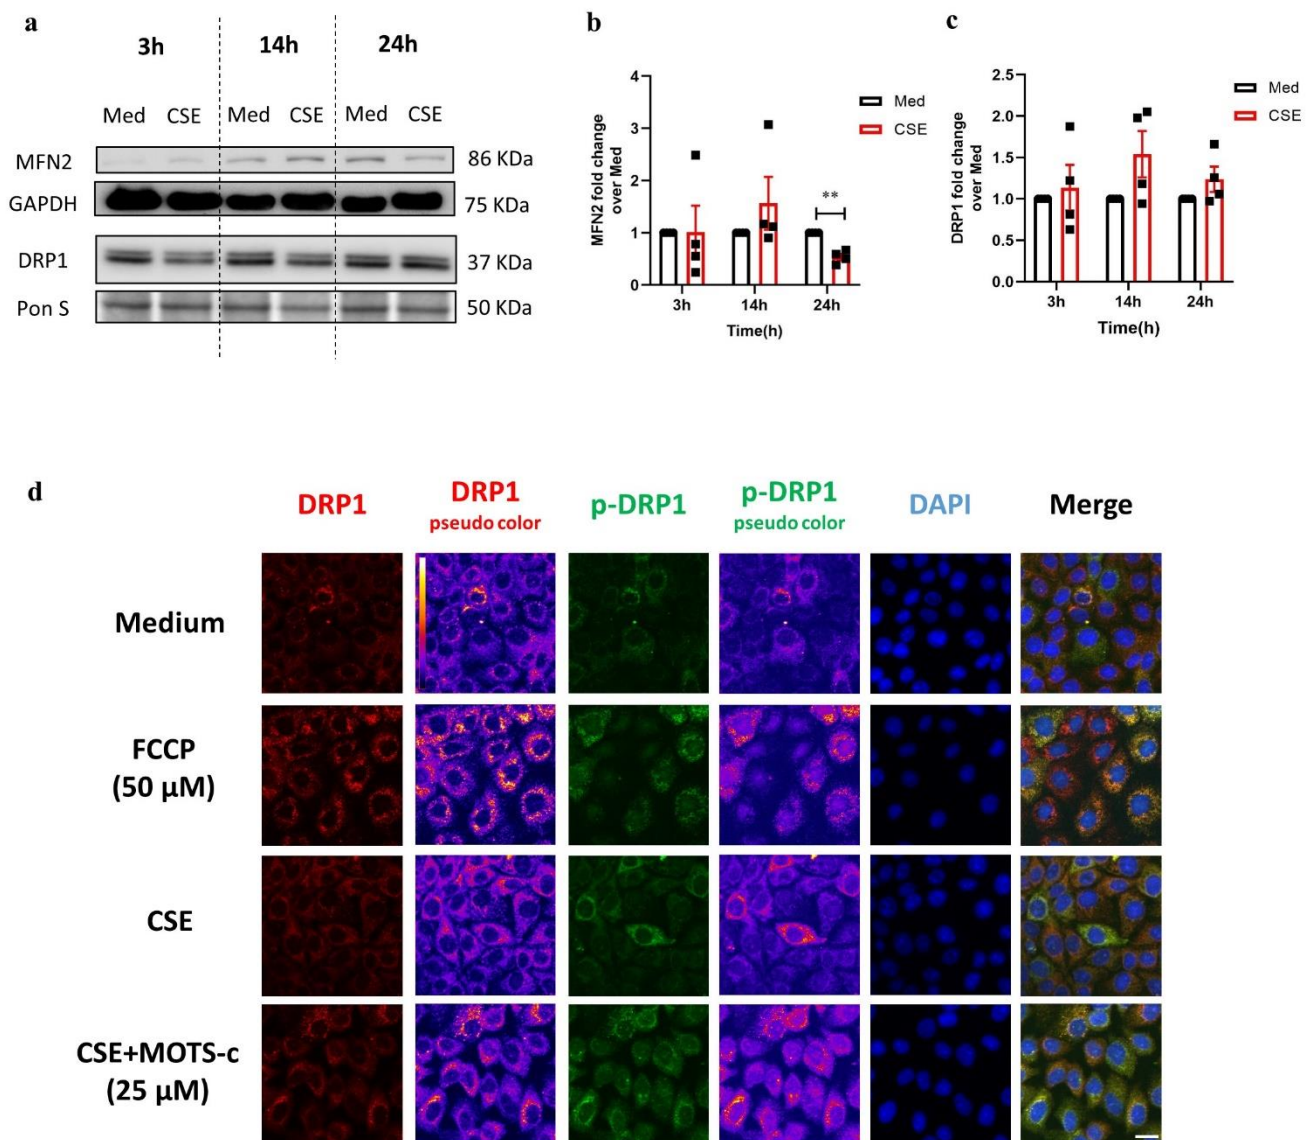 a
3h 14h 24h
Med CSE Med CSE Med CSE
MFN2 86 KDa
GAPDH 75 KDa
DRP1 37 KDa
Pon S 50 KDa
b
MFN2 fold change
over Med
4
3
2
1
0
**
3h 14h 24h
Time(h)
Med
CSE
c
DRP1 fold change
over Med
2.5
2.0
1.5
1.0
0.5
0.0
3h 14h 24h
Time(h)
Med
CSE
d
DRP1 DRP1 p-DRP1 p-DRP1 DAPI Merge
pseudo color pseudo color
Medium
FCCP
(50 μM)
CSE
CSE+MOTS-c
(25 μM)